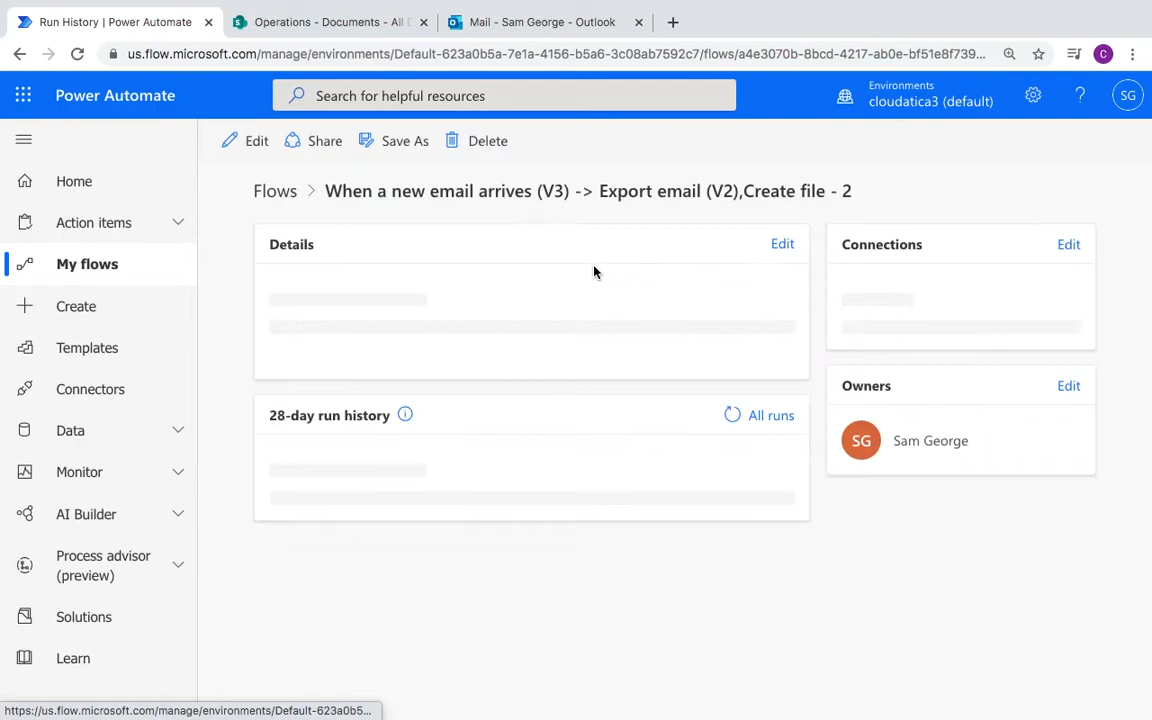 Run History | Power Automate
Operations - Documents - All
Mail - Sam George - Outlook
us.flow.microsoft.com/manage/environments/Default-623a0b5a-7e1a-4156-b5a6-3c08ab7592c7/flows/a4e3070b-8bcd-4217-ab0e-bf51e8f739...
C
Power Automate
Search for helpful resources
Environments
cloudatica3 (default)
?
SG
Edit
Share
Save As
Delete
Home
Action items
My flows
Create
Templates
Connectors
Data
Monitor
AI Builder
Process advisor
(preview)
Solutions
Learn
Flows > When a new email arrives (V3) -> Export email (V2),Create file - 2
Details
Edit
Connections
Edit
28-day run history
All runs
Owners
Edit
SG
Sam George
https://us.flow.microsoft.com/manage/environments/Default-623a0b5...